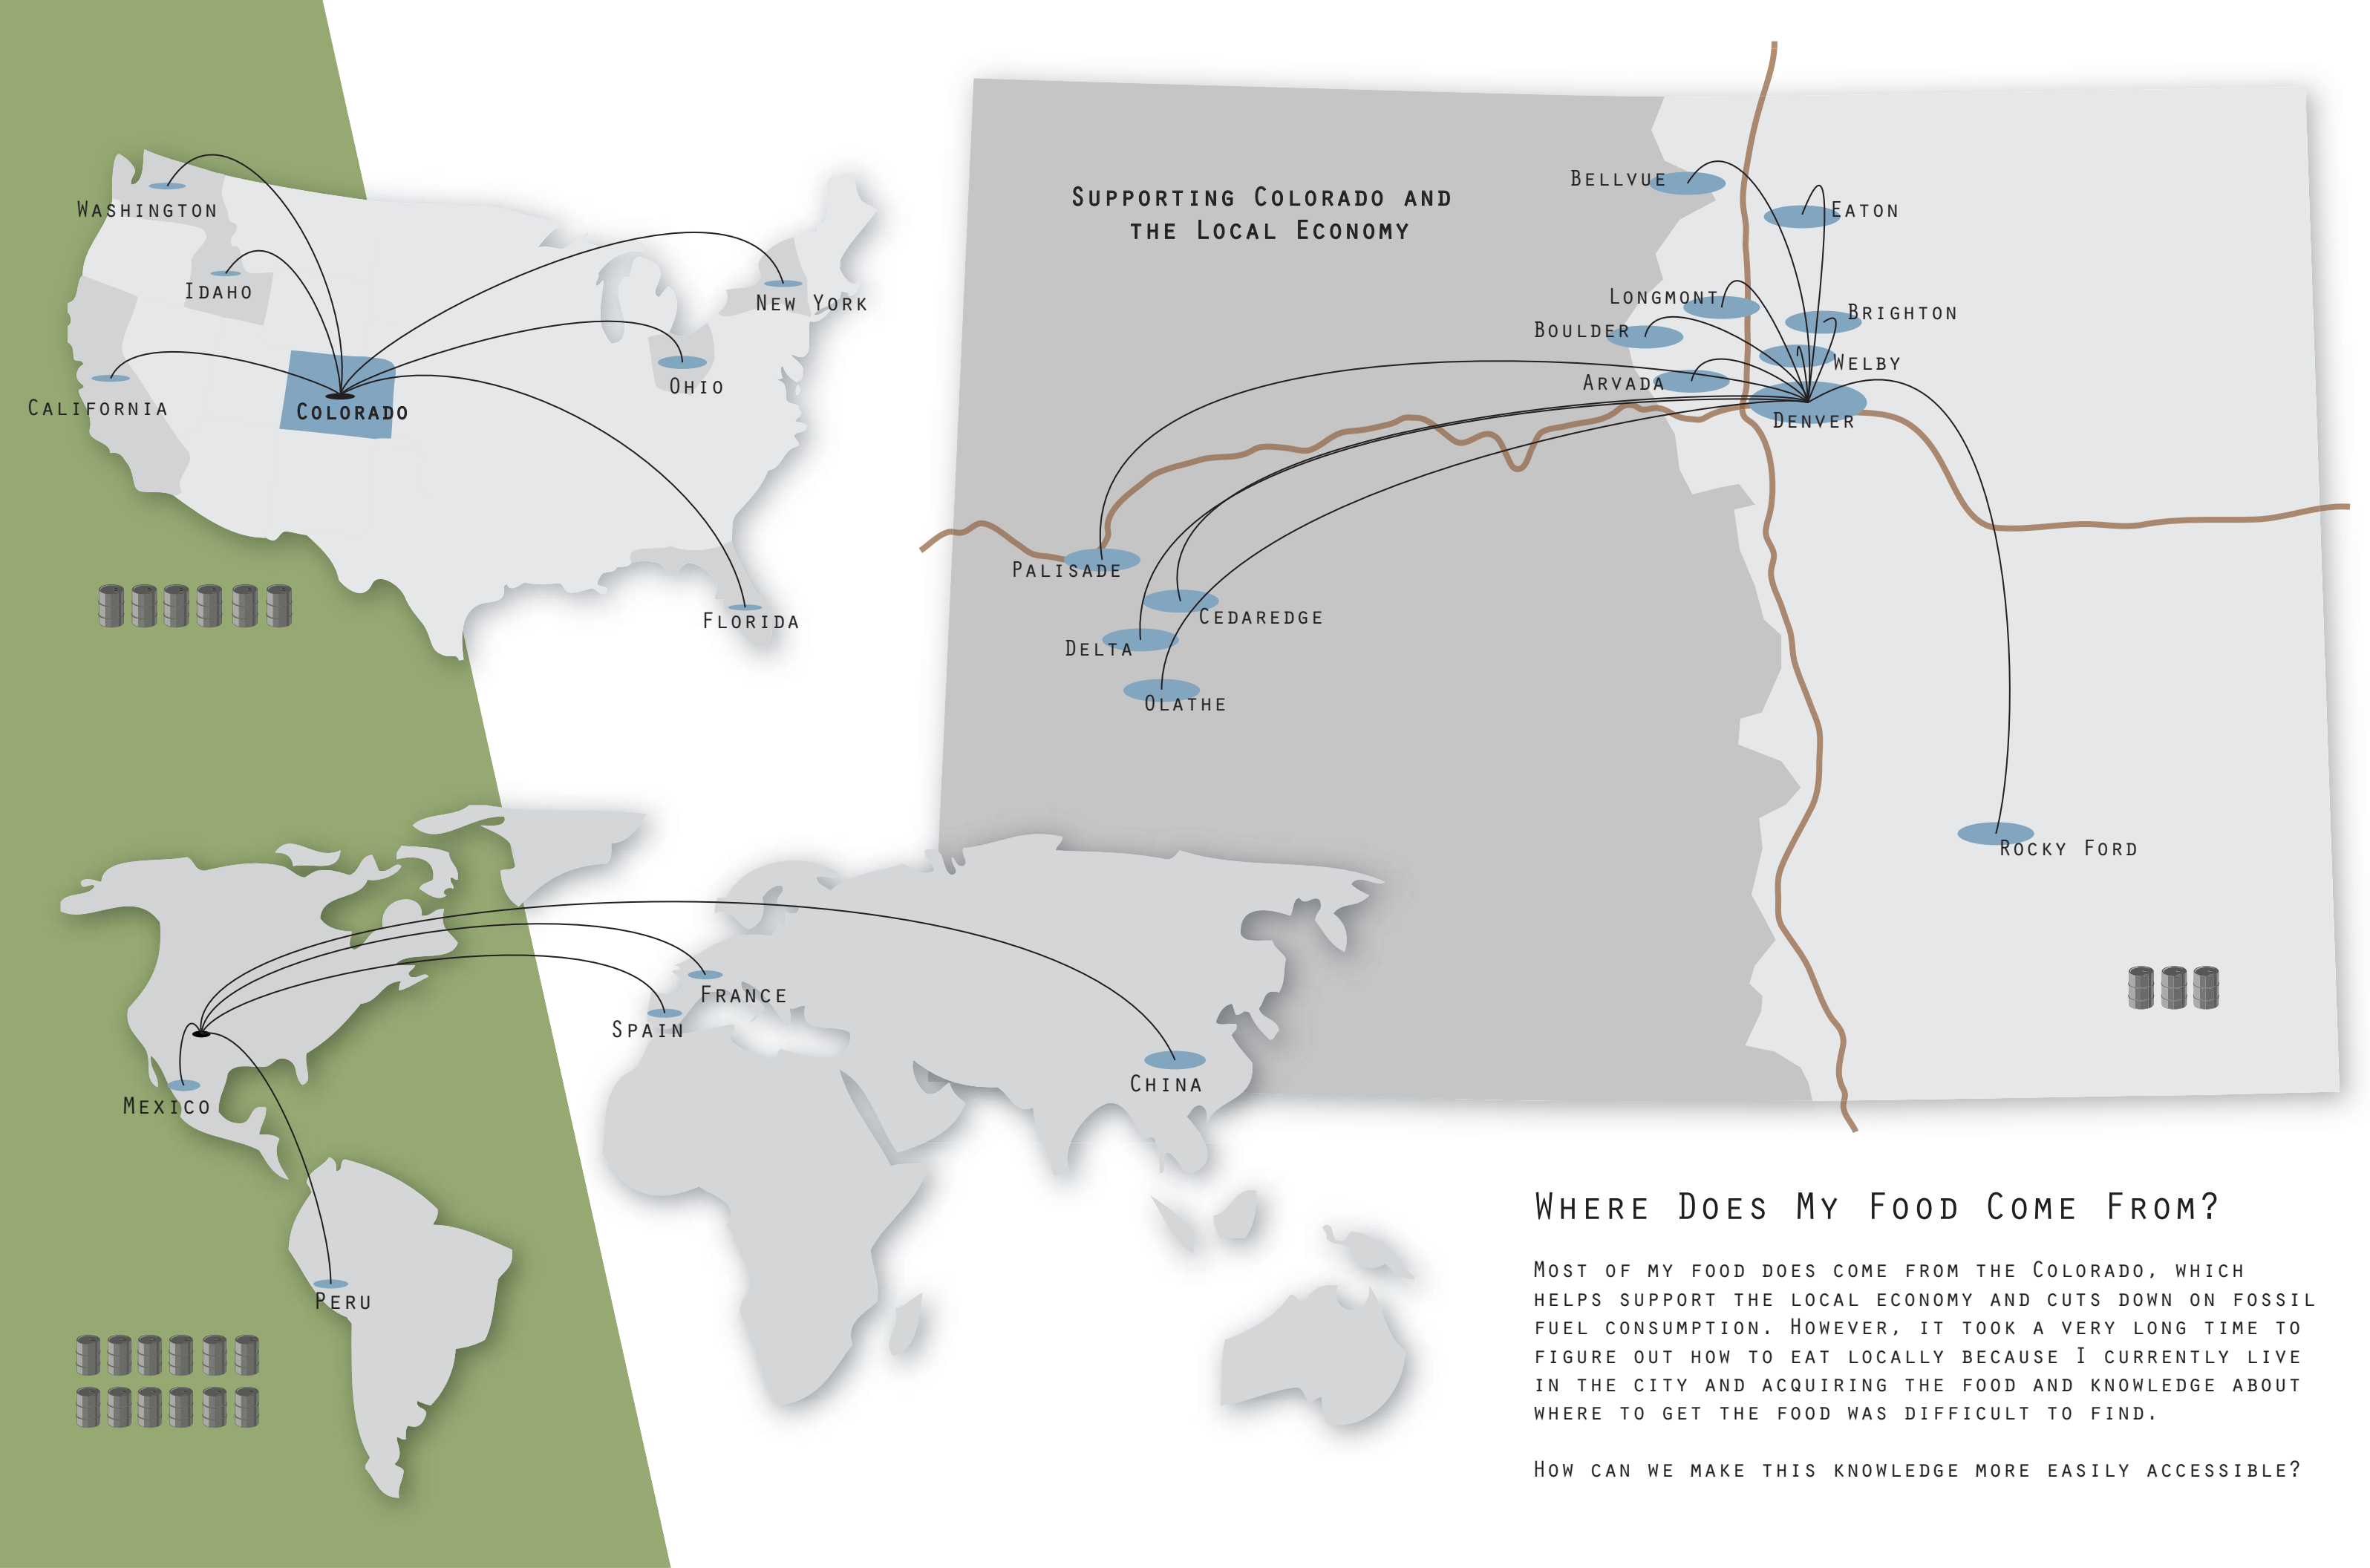 Washington
Idaho
California
Colorado
New York
Ohio
Florida
Supporting Colorado and
the Local Economy
Bellvue
Eaton
Longmont
Brighton
Boulder
Welby
Arvada
Denver
Palisade
Cedaredge
Delta
Olathe
Rocky Ford
France
Spain
China
Mexico
Peru
Where Does My Food Come From?
Most of my food does come from the Colorado, which
helps support the local economy and cuts down on fossil
fuel consumption. However, it took a very long time to
figure out how to eat locally because I currently live
in the city and acquiring the food and knowledge about
where to get the food was difficult to find.
How can we make this knowledge more easily accessible?